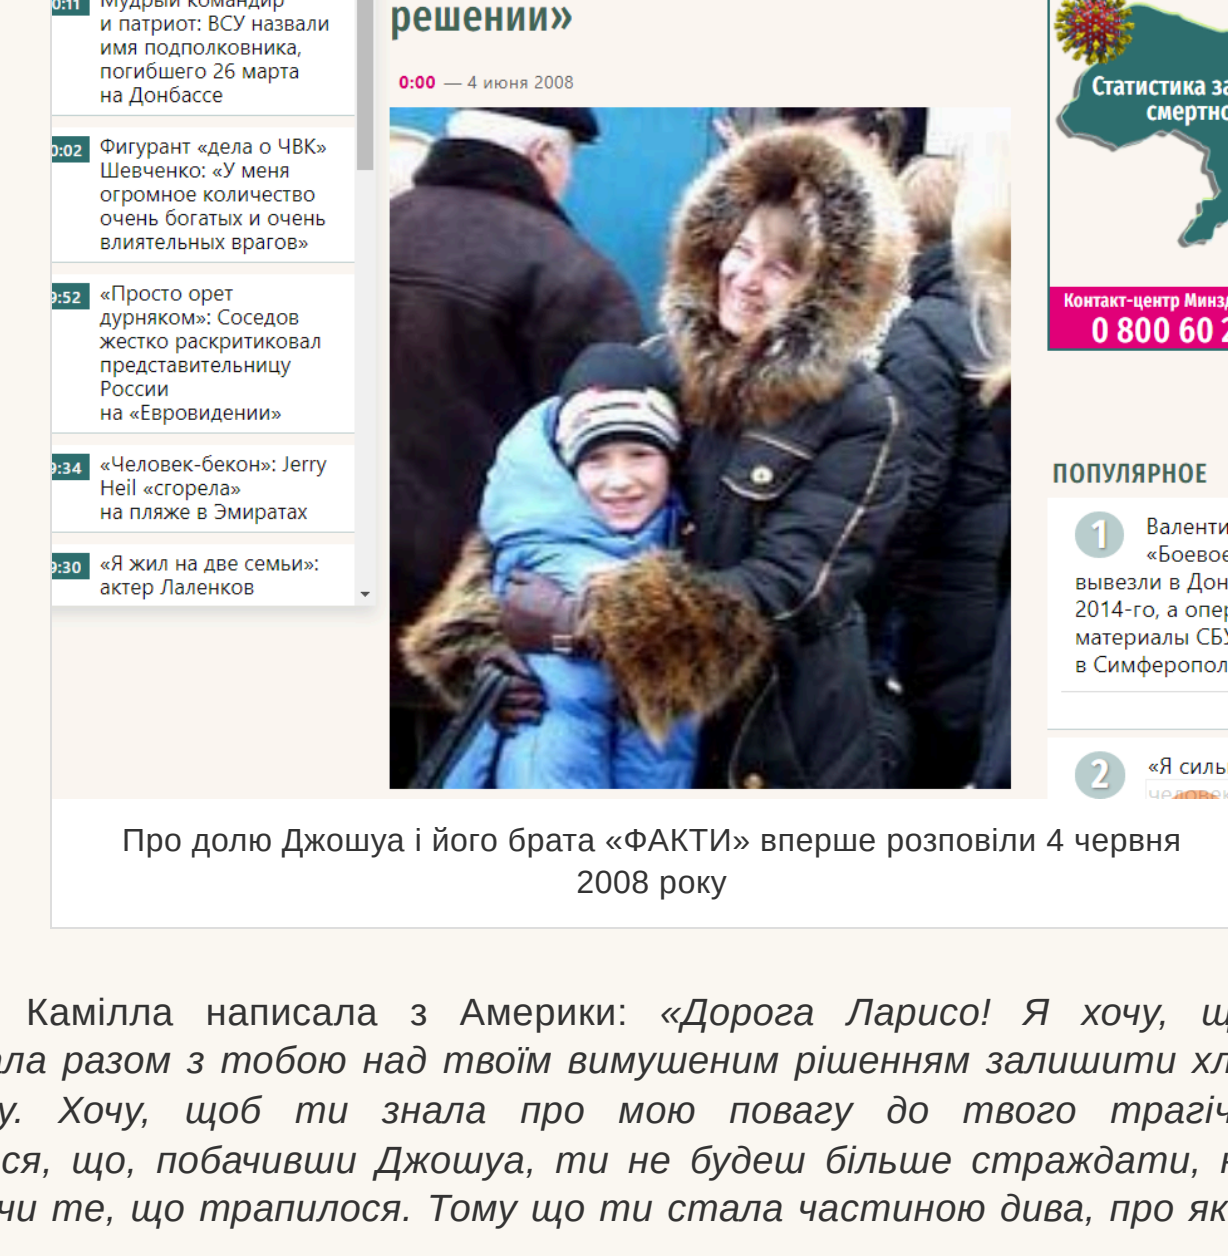 0:11
Мудрый командир
и патриот: ВСУ назвали
имя подполковника,
погибшего 26 марта
на Донбассе
0:02
Фигурант «дела о ЧВК»
Шевченко: «У меня
огромное количество
очень богатых и очень
влиятельных врагов»
9:52
«Просто орет
дурняком»: Соседов
жестко раскритиковал
представительницу
России
на «Евровидении»
9:34
«Человек-бекон»: Jerry
Heil «сгорела»
на пляже в Эмиратах
9:30
«Я жил на две семьи»:
актер Лаленков
решении»
0:00 — 4 июня 2008
Статистика за
смертно
Контакт-центр Минзд
0 800 60 2
ПОПУЛЯРНОЕ
1 Валенти
«Боевое
вывезли в Дон
2014-го, а опер
материалы СБУ
в Симферопол
2 «Я силь
человек
Про долю Джошуа і його брата «ФАКТИ» вперше розповіли 4 червня
2008 року
Камілла написала з Америки: «Дорога Ларисо! Я хочу, щ
ла разом з тобою над твоїм вимушеним рішенням залишити хл
у. Хочу, щоб ти знала про мою повагу до твого трагіч
ся, що, побачивши Джошуа, ти не будеш більше страждати, н
чи те, що трапилося. Тому що ти стала частиною дива, про як